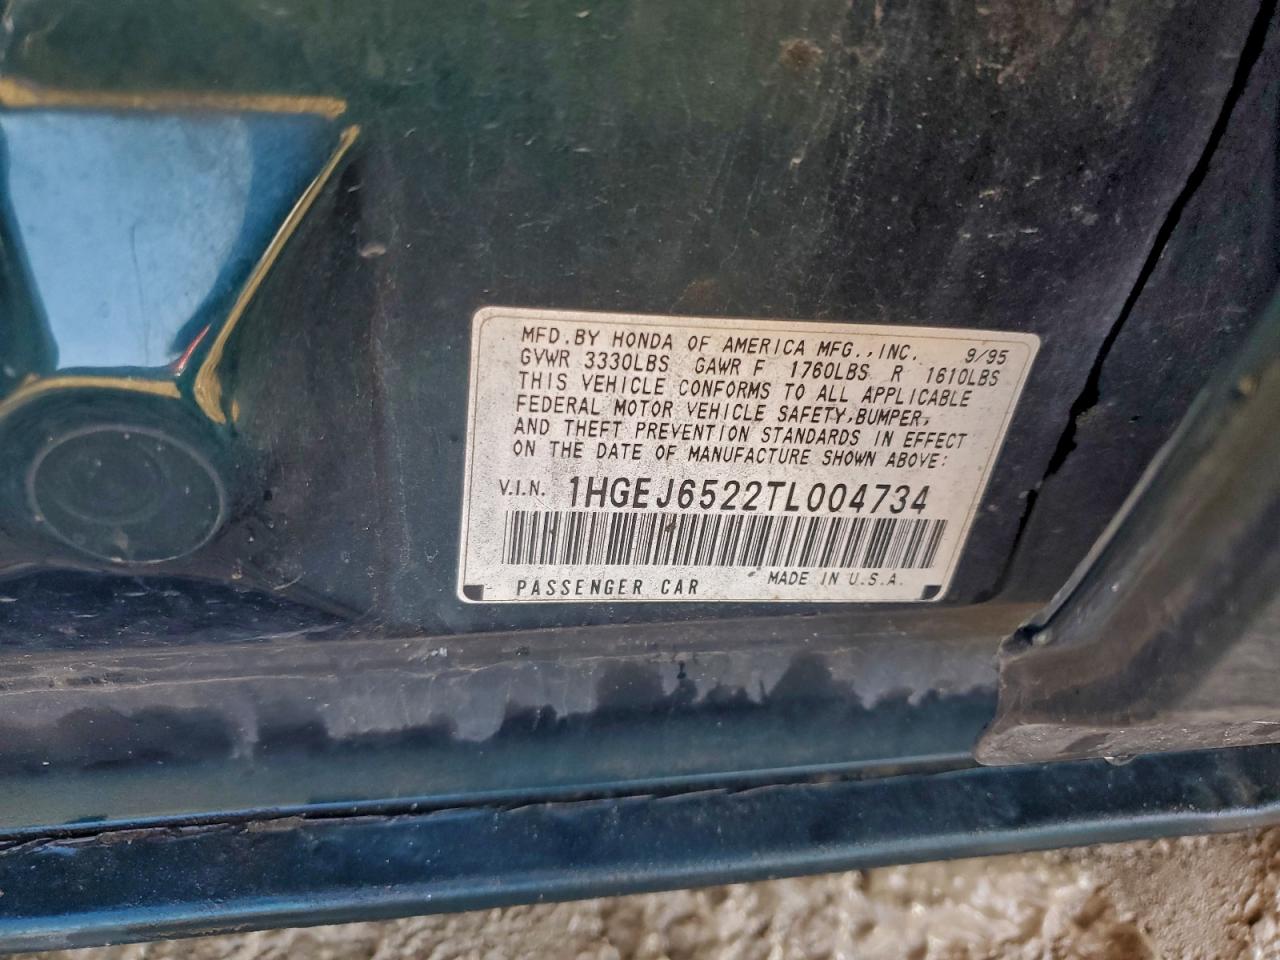 MFD. BY HONDA OF AMERICA MFG., INC. 9/95
GVWR 3330LBS GAWR F 1760LBS R 1610LBS
THIS VEHICLE CONFORMS TO ALL APPLICABLE
FEDERAL MOTOR VEHICLE SAFETY, BUMPER,
AND THEFT PREVENTION STANDARDS IN EFFECT
ON THE DATE OF MANUFACTURE SHOWN ABOVE:
V.I.N. 1HGEJ6522TL004734
PASSENGER CAR MADE IN U.S.A.